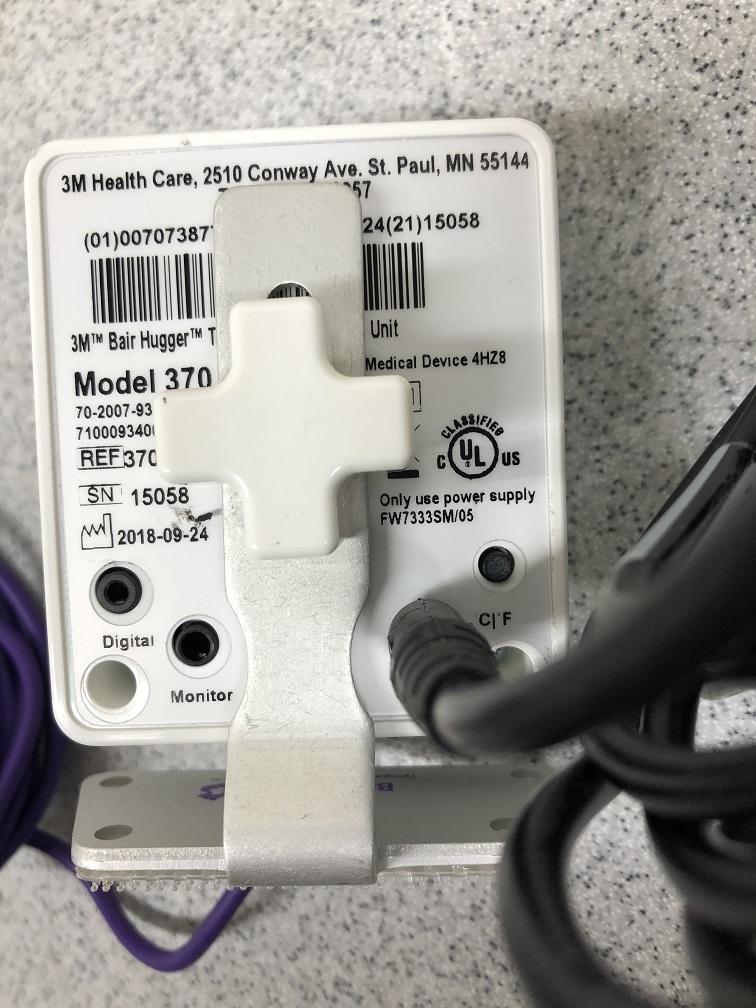 3M Health Care, 2510 Conway Ave. St. Paul, MN 55144
57
(01)00707387 24(21)15058
3M™ Bair Hugger™ T Unit
Medical Device 4HZ8
Model 370
70-2007-93
710009340
REF 370
CLASSIFIED
C UL US
SN 15058
Only use power supply
FW7333SM/05
2018-09-24
C|°F
Digital
Monitor